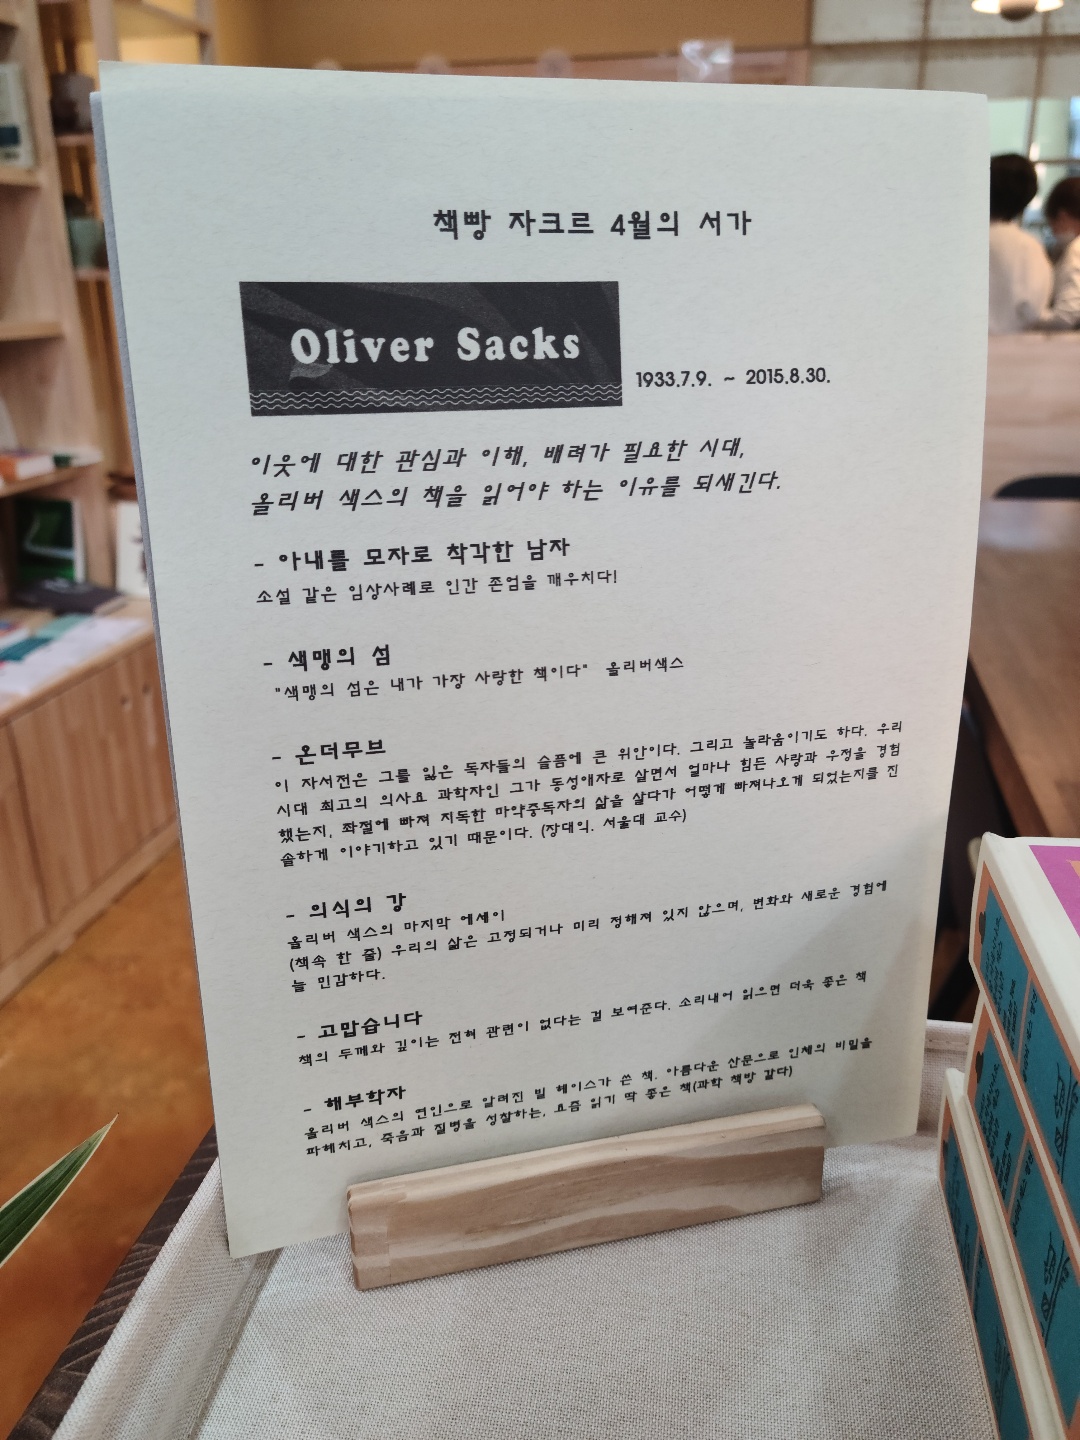 책빵 자크르 4월의 서가
Oliver Sacks
1933.7.9. ~ 2015.8.30.
이웃에 대한 관심과 이해, 배려가 필요한 시대,
올리버 색스의 책을 읽어야 하는 이유를 되새긴다.
- 아내를 모자로 착각한 남자
소설 같은 임상사례로 인간 존엄을 깨우치다!
- 색맹의 섬
"색맹의 섬은 내가 가장 사랑한 책이다" 올리버색스
- 온더무브
이 자서전은 그를 잃은 독자들의 슬픔에 큰 위안이다. 그리고 놀라움이기도 하다. 우리
시대 최고의 의사요 과학자인 그가 동성애자로 살면서 얼마나 힘든 사랑과 우정을 경험
했는지, 좌절에 빠져 지독한 마약중독자의 삶을 살다가 어떻게 빠져나오게 되었는지를 진
솔하게 이야기하고 있기 때문이다. (장대익. 서울대 교수)
- 의식의 강
올리버 색스의 마지막 에세이
(책속 한 줄) 우리의 삶은 고정되거나 미리 정해져 있지 않으며, 변화와 새로운 경험에
늘 민감하다.
- 고맙습니다
책의 두께와 깊이는 전혀 관련이 없다는 걸 보여준다. 소리내어 읽으면 더욱 좋은 책
- 해부학자
올리버 색스의 연인으로 알려진 빌 헤이스가 쓴 책. 아름다운 산문으로 인체의 비밀을
파헤치고, 죽음과 질병을 성찰하는, 요즘 읽기 딱 좋은 책(과학 책방 갈다)